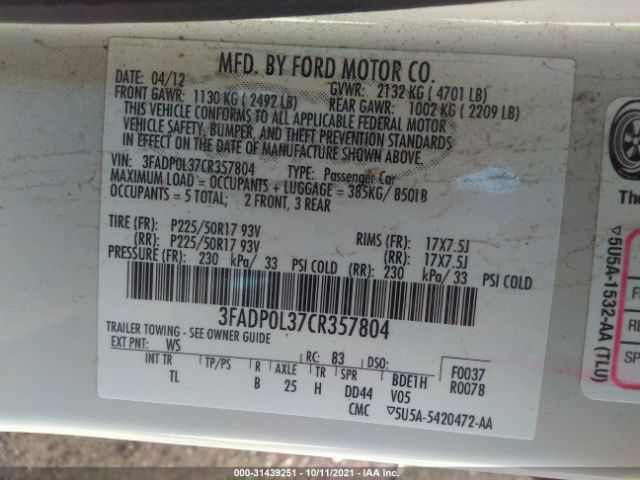 MFD. BY FORD MOTOR CO.
DATE: 04/12 GVWR: 2132 KG ( 4701 LB)
FRONT GAWR: 1130 KG ( 2492 LB) REAR GAWR: 1002 KG ( 2209 LB)
THIS VEHICLE CONFORMS TO ALL APPLICABLE FEDERAL MOTOR
VEHICLE SAFETY, BUMPER, AND THEFT PREVENTION STANDARDS
IN EFFECT ON THE DATE OF MANUFACTURE SHOWN ABOVE.
VIN: 3FADP0L37CR357804 TYPE: Passenger Car
MAXIMUM LOAD = OCCUPANTS + LUGGAGE = 385KG/ 850lB
OCCUPANTS = 5 TOTAL; 2 FRONT, 3 REAR
TIRE (FR): P225/50R17 93V RIMS (FR): 17X7.5J
(RR): P225/50R17 93V (RR): 17X7.5J
PRESSURE (FR): 230 kPa/ 33 PSI COLD (RR): 230 kPa/ 33 PSI COLD
3FADP0L37CR357804
TRAILER TOWING - SEE OWNER GUIDE
EXT PNT: WS RC: 83 DSO: F0037
R0078
INT TR TP/PS R AXLE TR SPR BDE1H
TL B 25 H DD44 V05
CMC ▽5U5A-5420472-AA
▽5U5A-1532-AA (TLU)
The
F
RE
SP
000-31439251 - 10/11/2021 - IAA Inc.